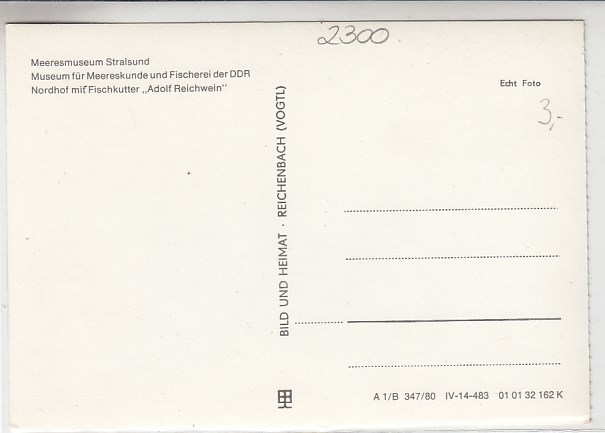 2300
Meeresmuseum Stralsund
Museum für Meereskunde und Fischerei der DDR
Nordhof mit Fischkutter „Adolf Reichwein"
Echt Foto
3,-
BILD UND HEIMAT · REICHENBACH (VOGTL)
A 1/B 347/80 IV-14-483 01 01 32 162 K